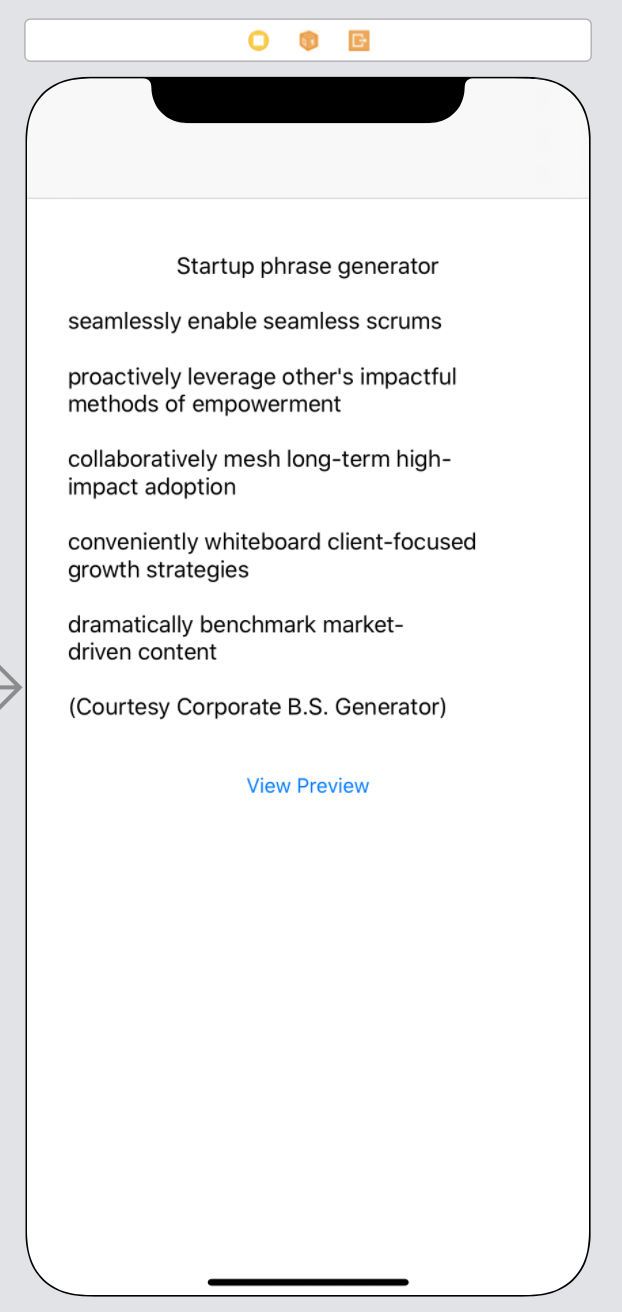 Startup phrase generator
seamlessly enable seamless scrums
proactively leverage other's impactful
methods of empowerment
collaboratively mesh long-term high-
impact adoption
conveniently whiteboard client-focused
growth strategies
dramatically benchmark market-
driven content
(Courtesy Corporate B.S. Generator)
View Preview